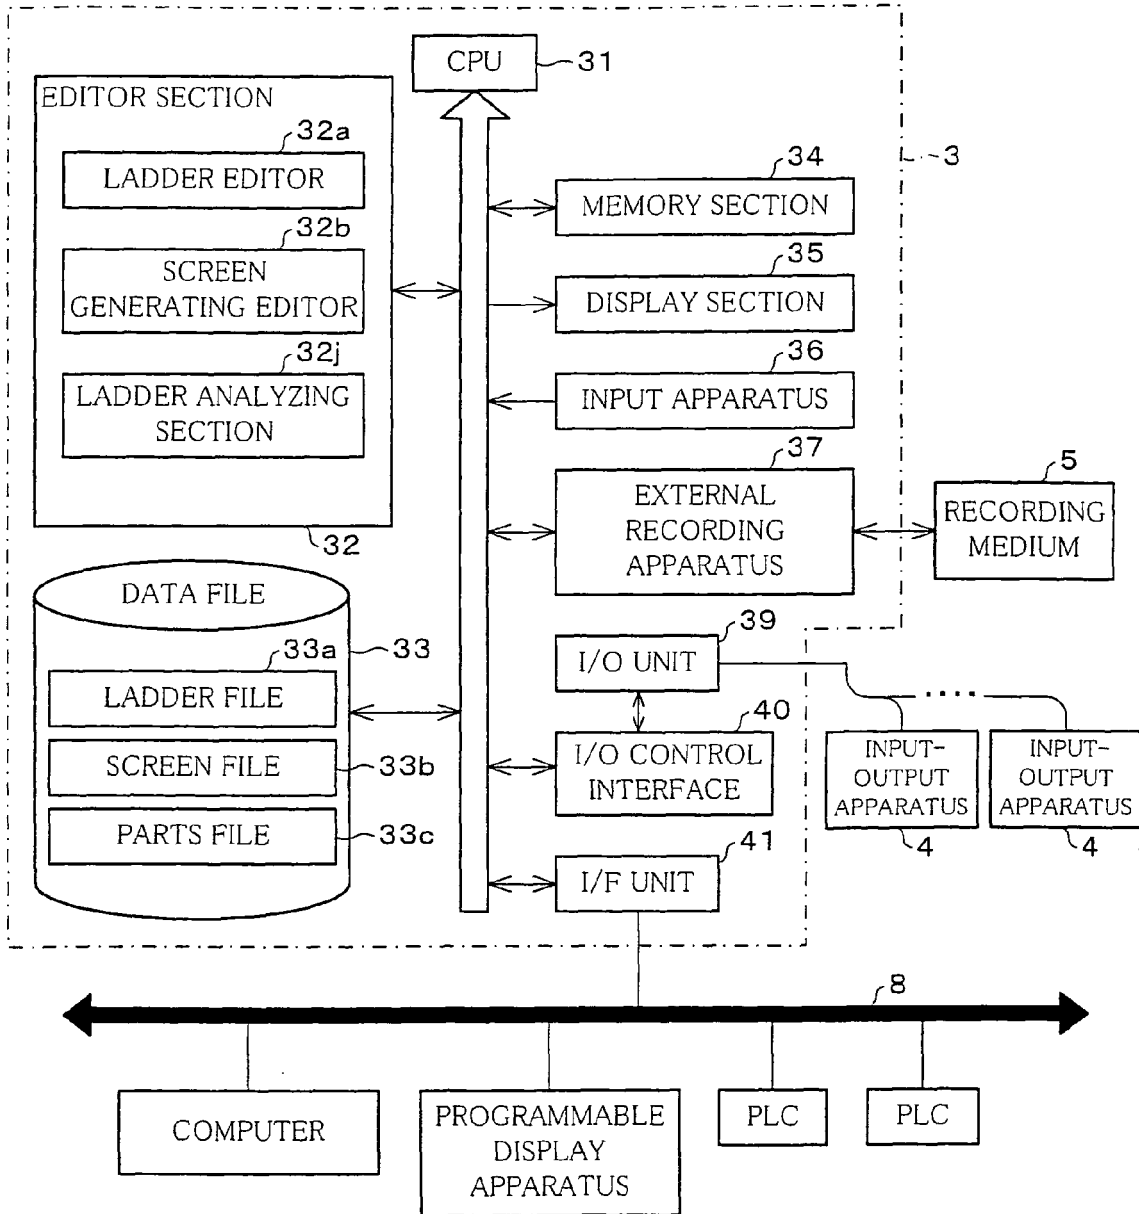 CPU
31
EDITOR SECTION
32a
LADDER EDITOR
32b
SCREEN
GENERATING EDITOR
32j
LADDER ANALYZING
SECTION
32
3
34
MEMORY SECTION
35
DISPLAY SECTION
36
INPUT APPARATUS
37
EXTERNAL
RECORDING
APPARATUS
5
RECORDING
MEDIUM
DATA FILE
33
33a
LADDER FILE
SCREEN FILE
33b
PARTS FILE
33c
39
I/O UNIT
40
I/O CONTROL
INTERFACE
41
I/F UNIT
INPUT-
OUTPUT
APPARATUS
4
INPUT-
OUTPUT
APPARATUS
4
8
COMPUTER
PROGRAMMABLE
DISPLAY
APPARATUS
PLC
PLC